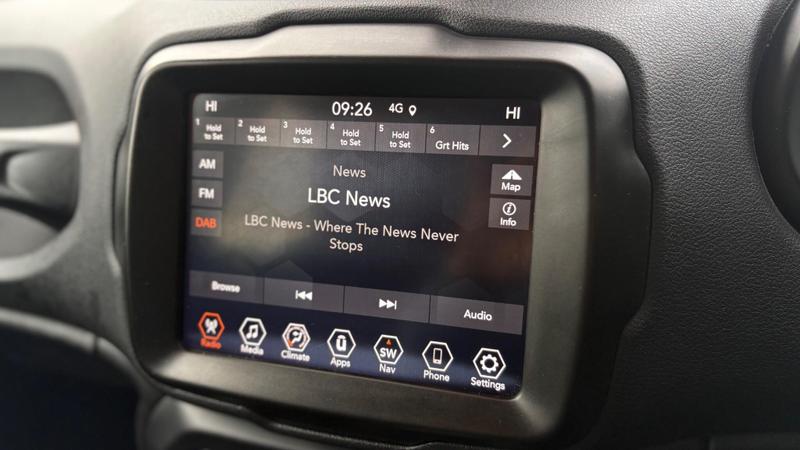 HI 09:26 4G HI
1 Hold to Set 2 Hold to Set 3 Hold to Set 4 Hold to Set 5 Hold to Set 6 Grt Hits
AM
News
Map
FM
LBC News
Info
DAB
LBC News - Where The News Never
Stops
Browse Audio
Radio Media Climate Apps SW Nav Phone Settings